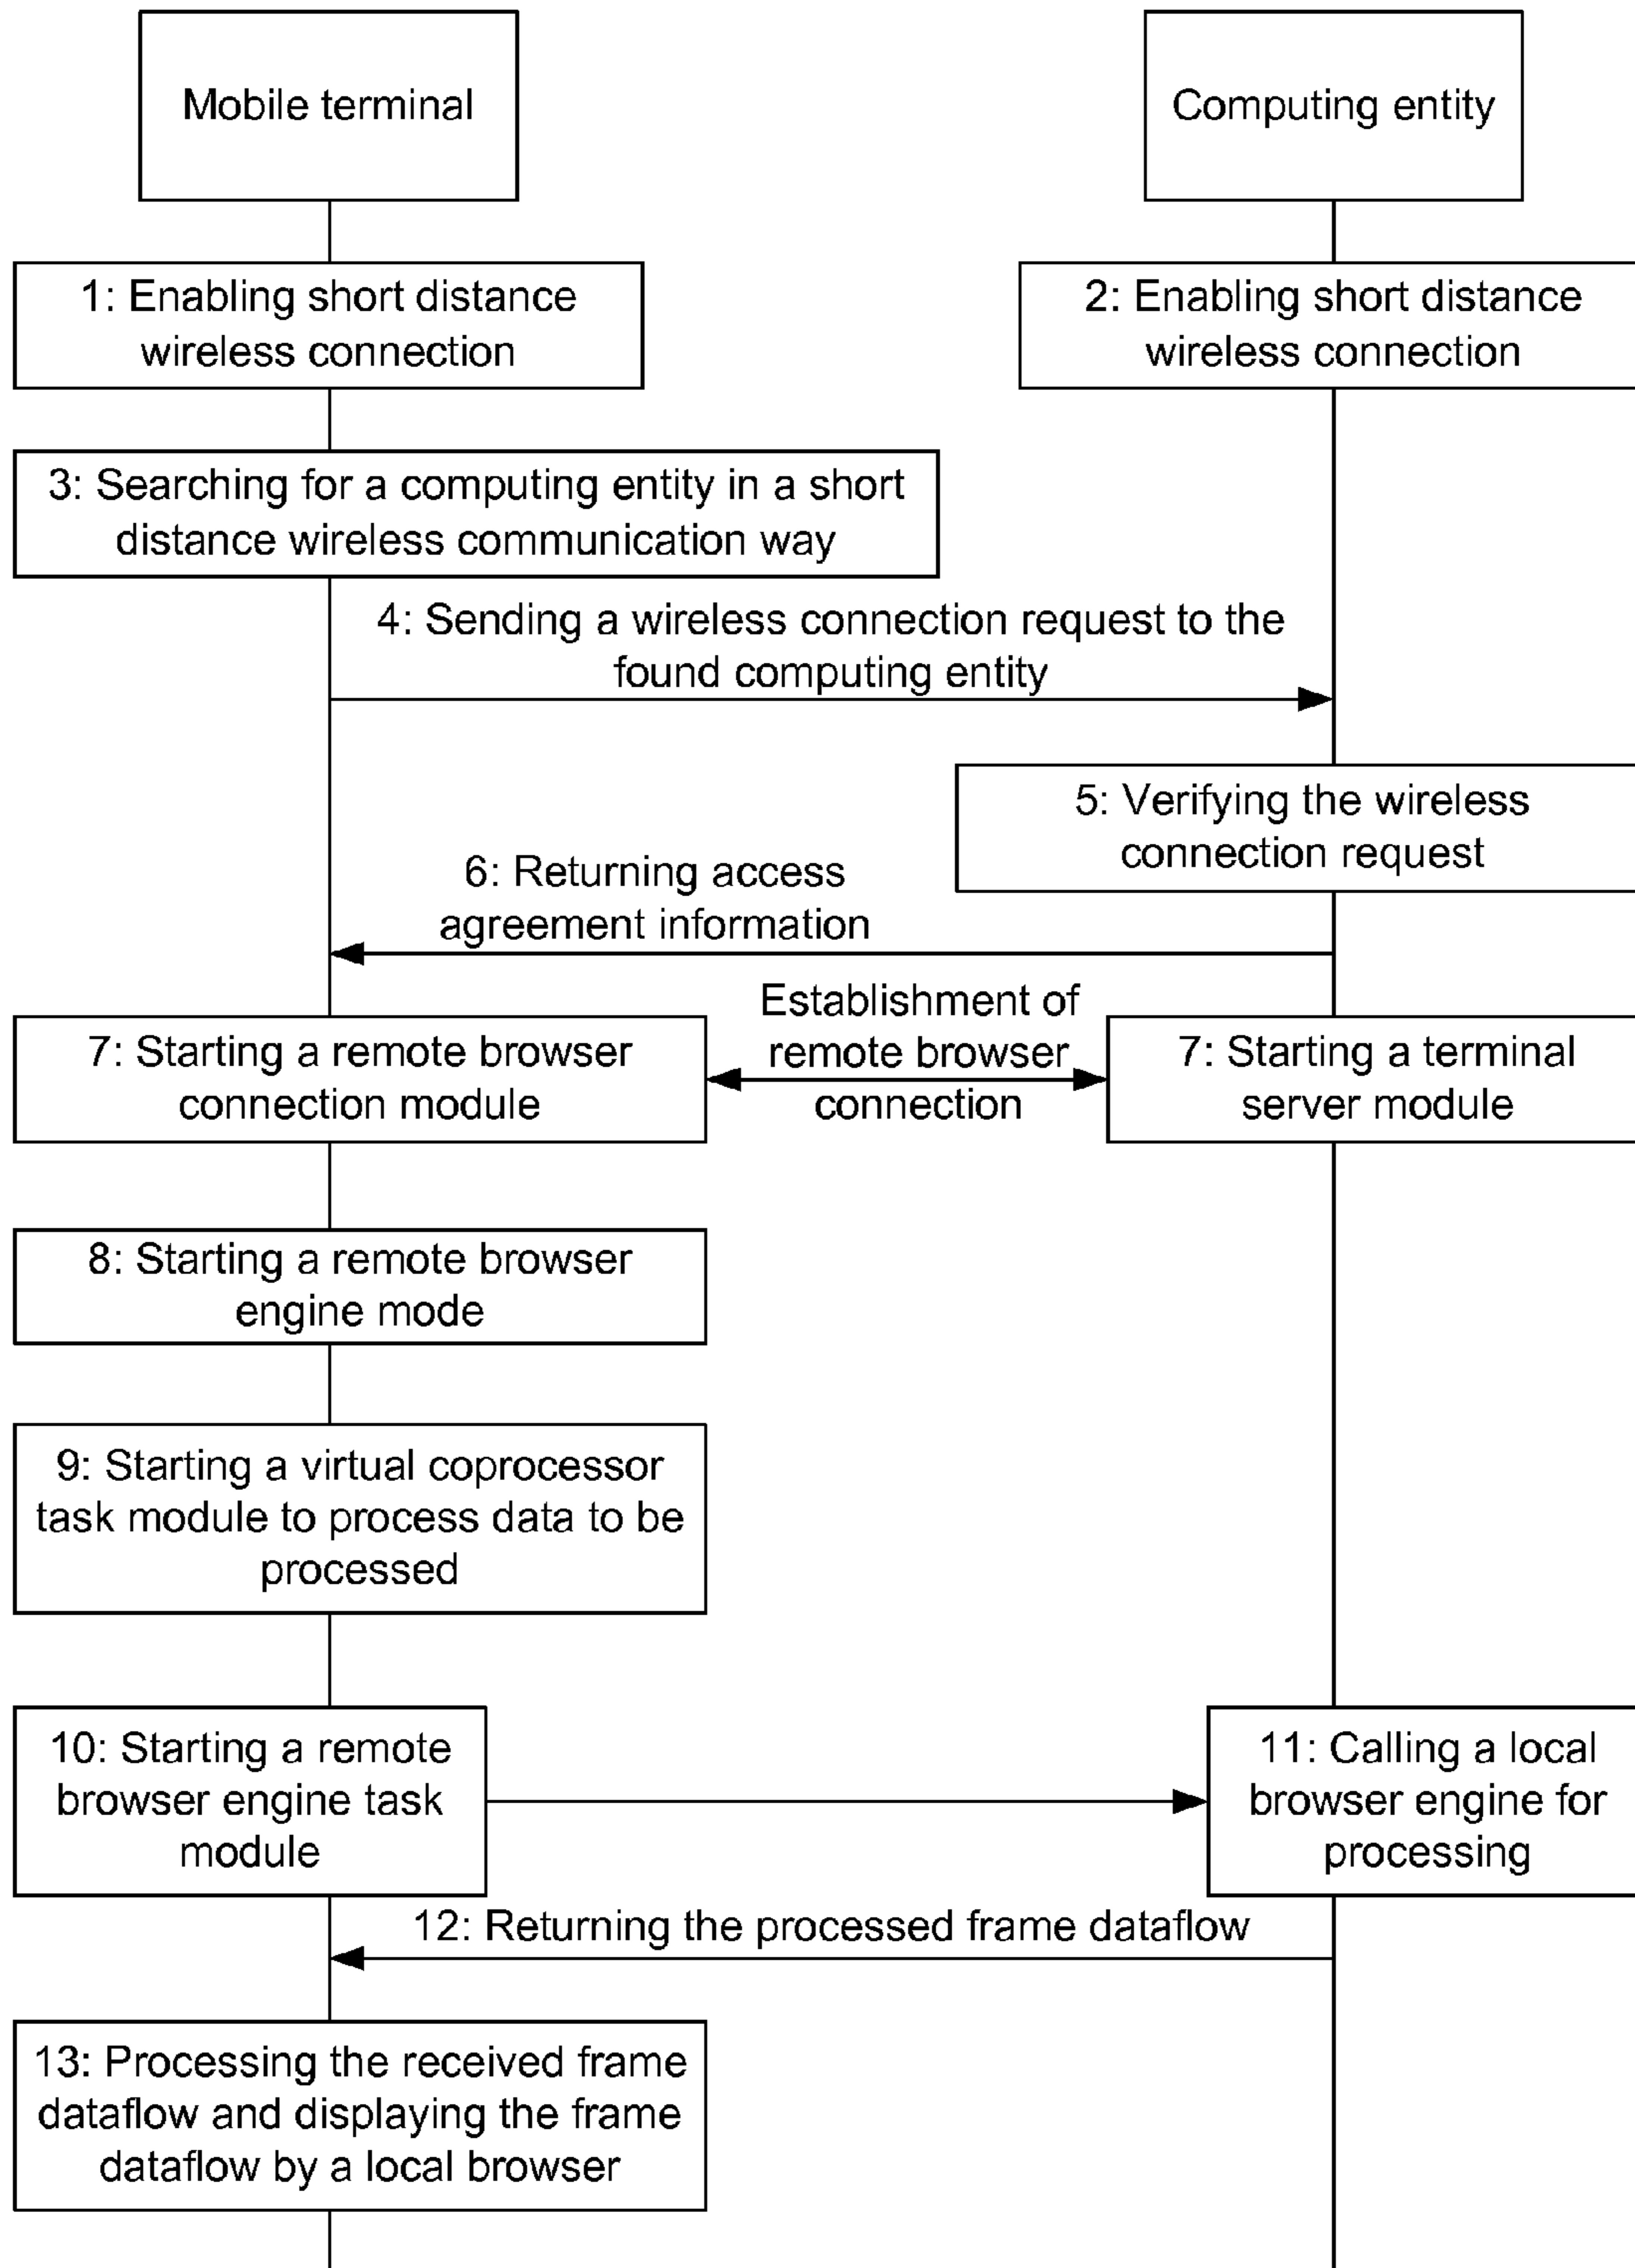 Mobile terminal
Computing entity
1: Enabling short distance
wireless connection
2: Enabling short distance
wireless connection
3: Searching for a computing entity in a short
distance wireless communication way
4: Sending a wireless connection request to the
found computing entity
5: Verifying the wireless
connection request
6: Returning access
agreement information
7: Starting a remote browser
connection module
Establishment of
remote browser
connection
7: Starting a terminal
server module
8: Starting a remote browser
engine mode
9: Starting a virtual coprocessor
task module to process data to be
processed
10: Starting a remote
browser engine task
module
11: Calling a local
browser engine for
processing
12: Returning the processed frame dataflow
13: Processing the received frame
dataflow and displaying the frame
dataflow by a local browser